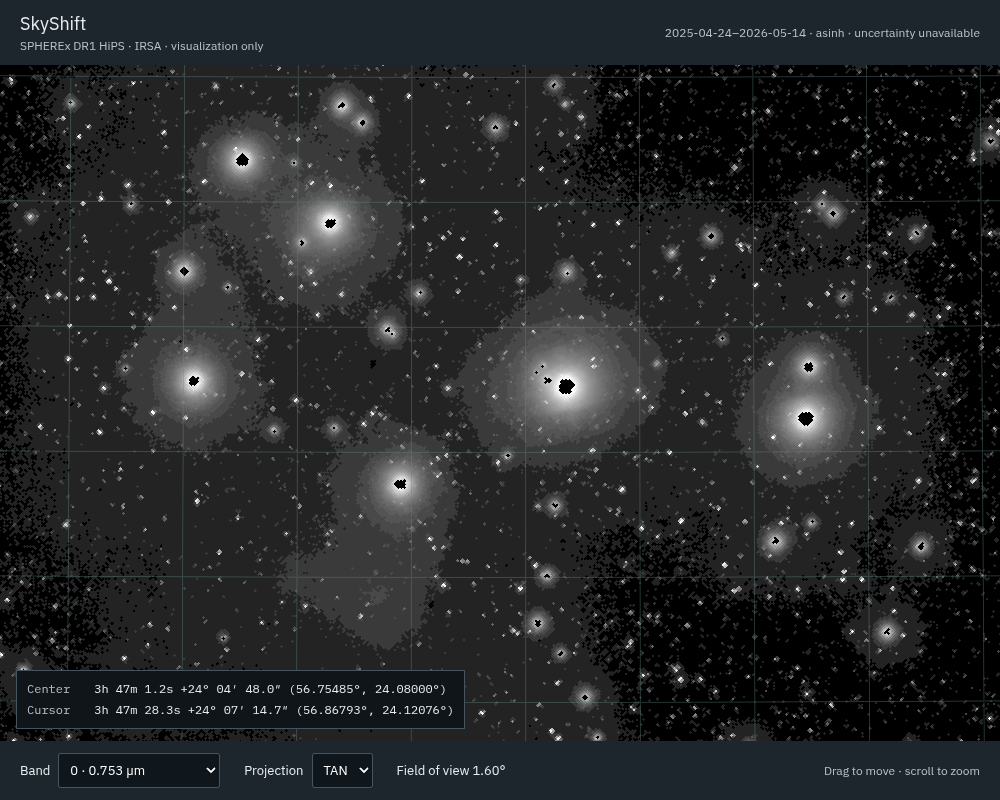 SkyShift
SPHEREx DR1 HiPS · IRSA · visualization only
2025-04-24–2026-05-14 · asinh · uncertainty unavailable
Center 3h 47m 1.2s +24° 04′ 48.0″ (56.75485°, 24.08000°)
Cursor 3h 47m 28.3s +24° 07′ 14.7″ (56.86793°, 24.12076°)
Band 0 · 0.753 µm Projection TAN Field of view 1.60° Drag to move · scroll to zoom